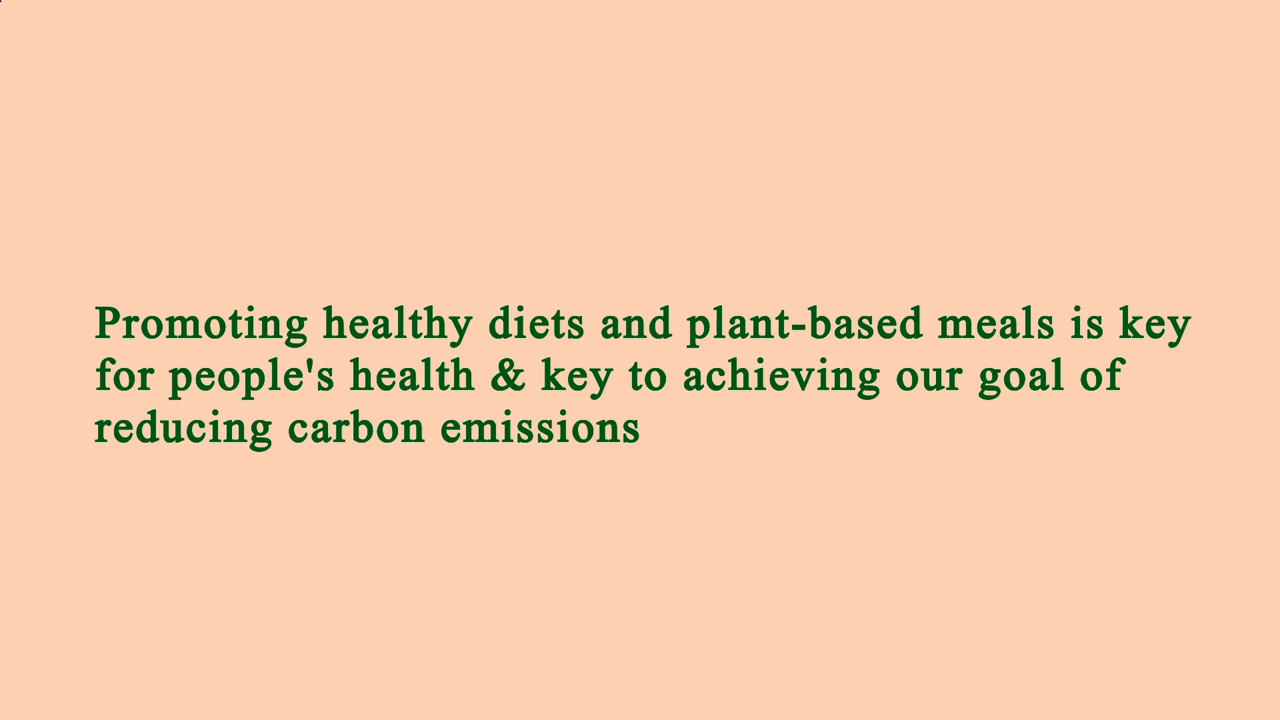 Promoting healthy diets and plant-based meals is key
for people's health & key to achieving our goal of
reducing carbon emissions